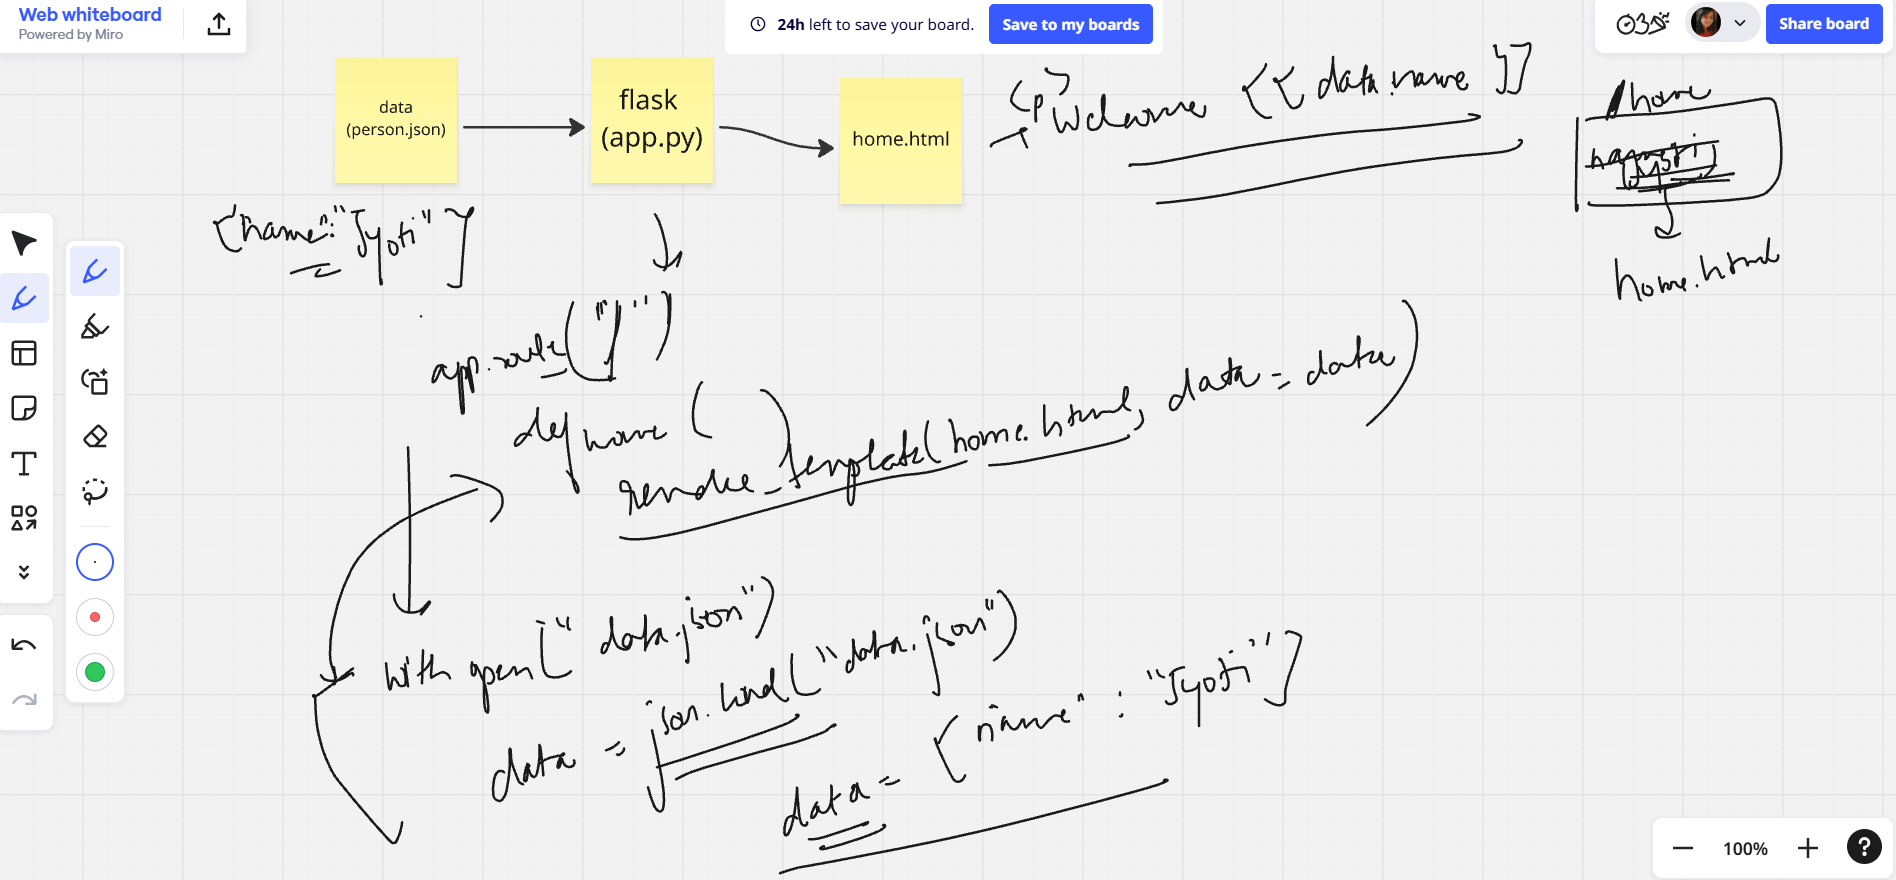 Web whiteboard
Powered by Miro
24h left to save your board.
Save to my boards
Share board
data
(person.json)
flask
(app.py)
home.html
<p> Welcome {{ data.name }}
/home
home.html
{"name": "Jyoti"}
app.route("/")
def home()
render_template(home.html, data = data)
with open("data.json")
data = json.load("data.json")
data = {"name" : "Jyoti"}
100%